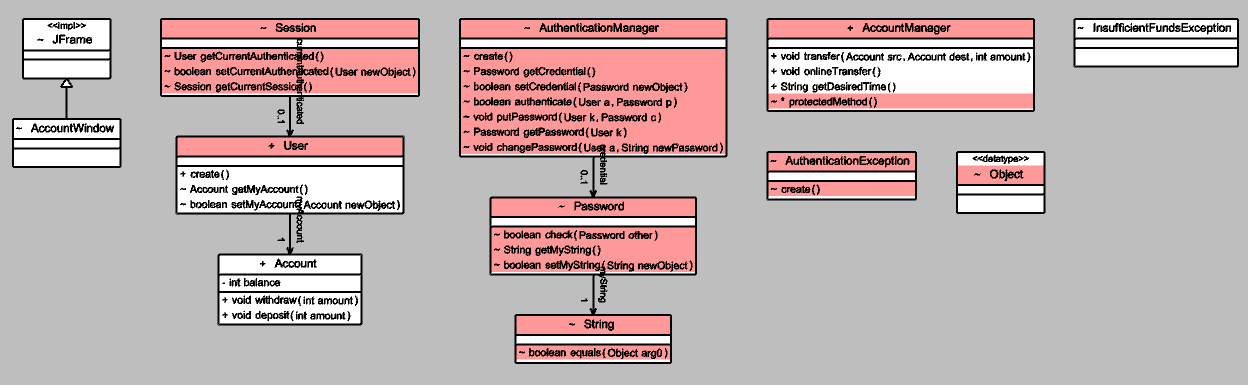 <<impl>>
~ JFrame
~ AccountWindow
~ Session
~ User getCurrentAuthenticated()
~ boolean setCurrentAuthenticated(User newObject)
~ Session getCurrentSession()
currentAuthenticated
0..1
+ User
+ create()
~ Account getMyAccount()
~ boolean setMyAccount(Account newObject)
myAccount
1
+ Account
- int balance
+ void withdraw(int amount)
+ void deposit(int amount)
~ AuthenticationManager
~ create()
~ Password getCredential()
~ boolean setCredential(Password newObject)
~ boolean authenticate(User a, Password p)
~ void putPassword(User k, Password c)
~ Password getPassword(User k)
~ void changePassword(User a, String newPassword)
credential
0..1
~ Password
~ boolean check(Password other)
~ String getMyString()
~ boolean setMyString(String newObject)
myString
1
~ String
~ boolean equals(Object arg0)
+ AccountManager
+ void transfer(Account src, Account dest, int amount)
+ void onlineTransfer()
+ String getDesiredTime()
~ * protectedMethod()
~ AuthenticationException
~ create()
<<datatype>>
~ Object
~ InsufficientFundsException